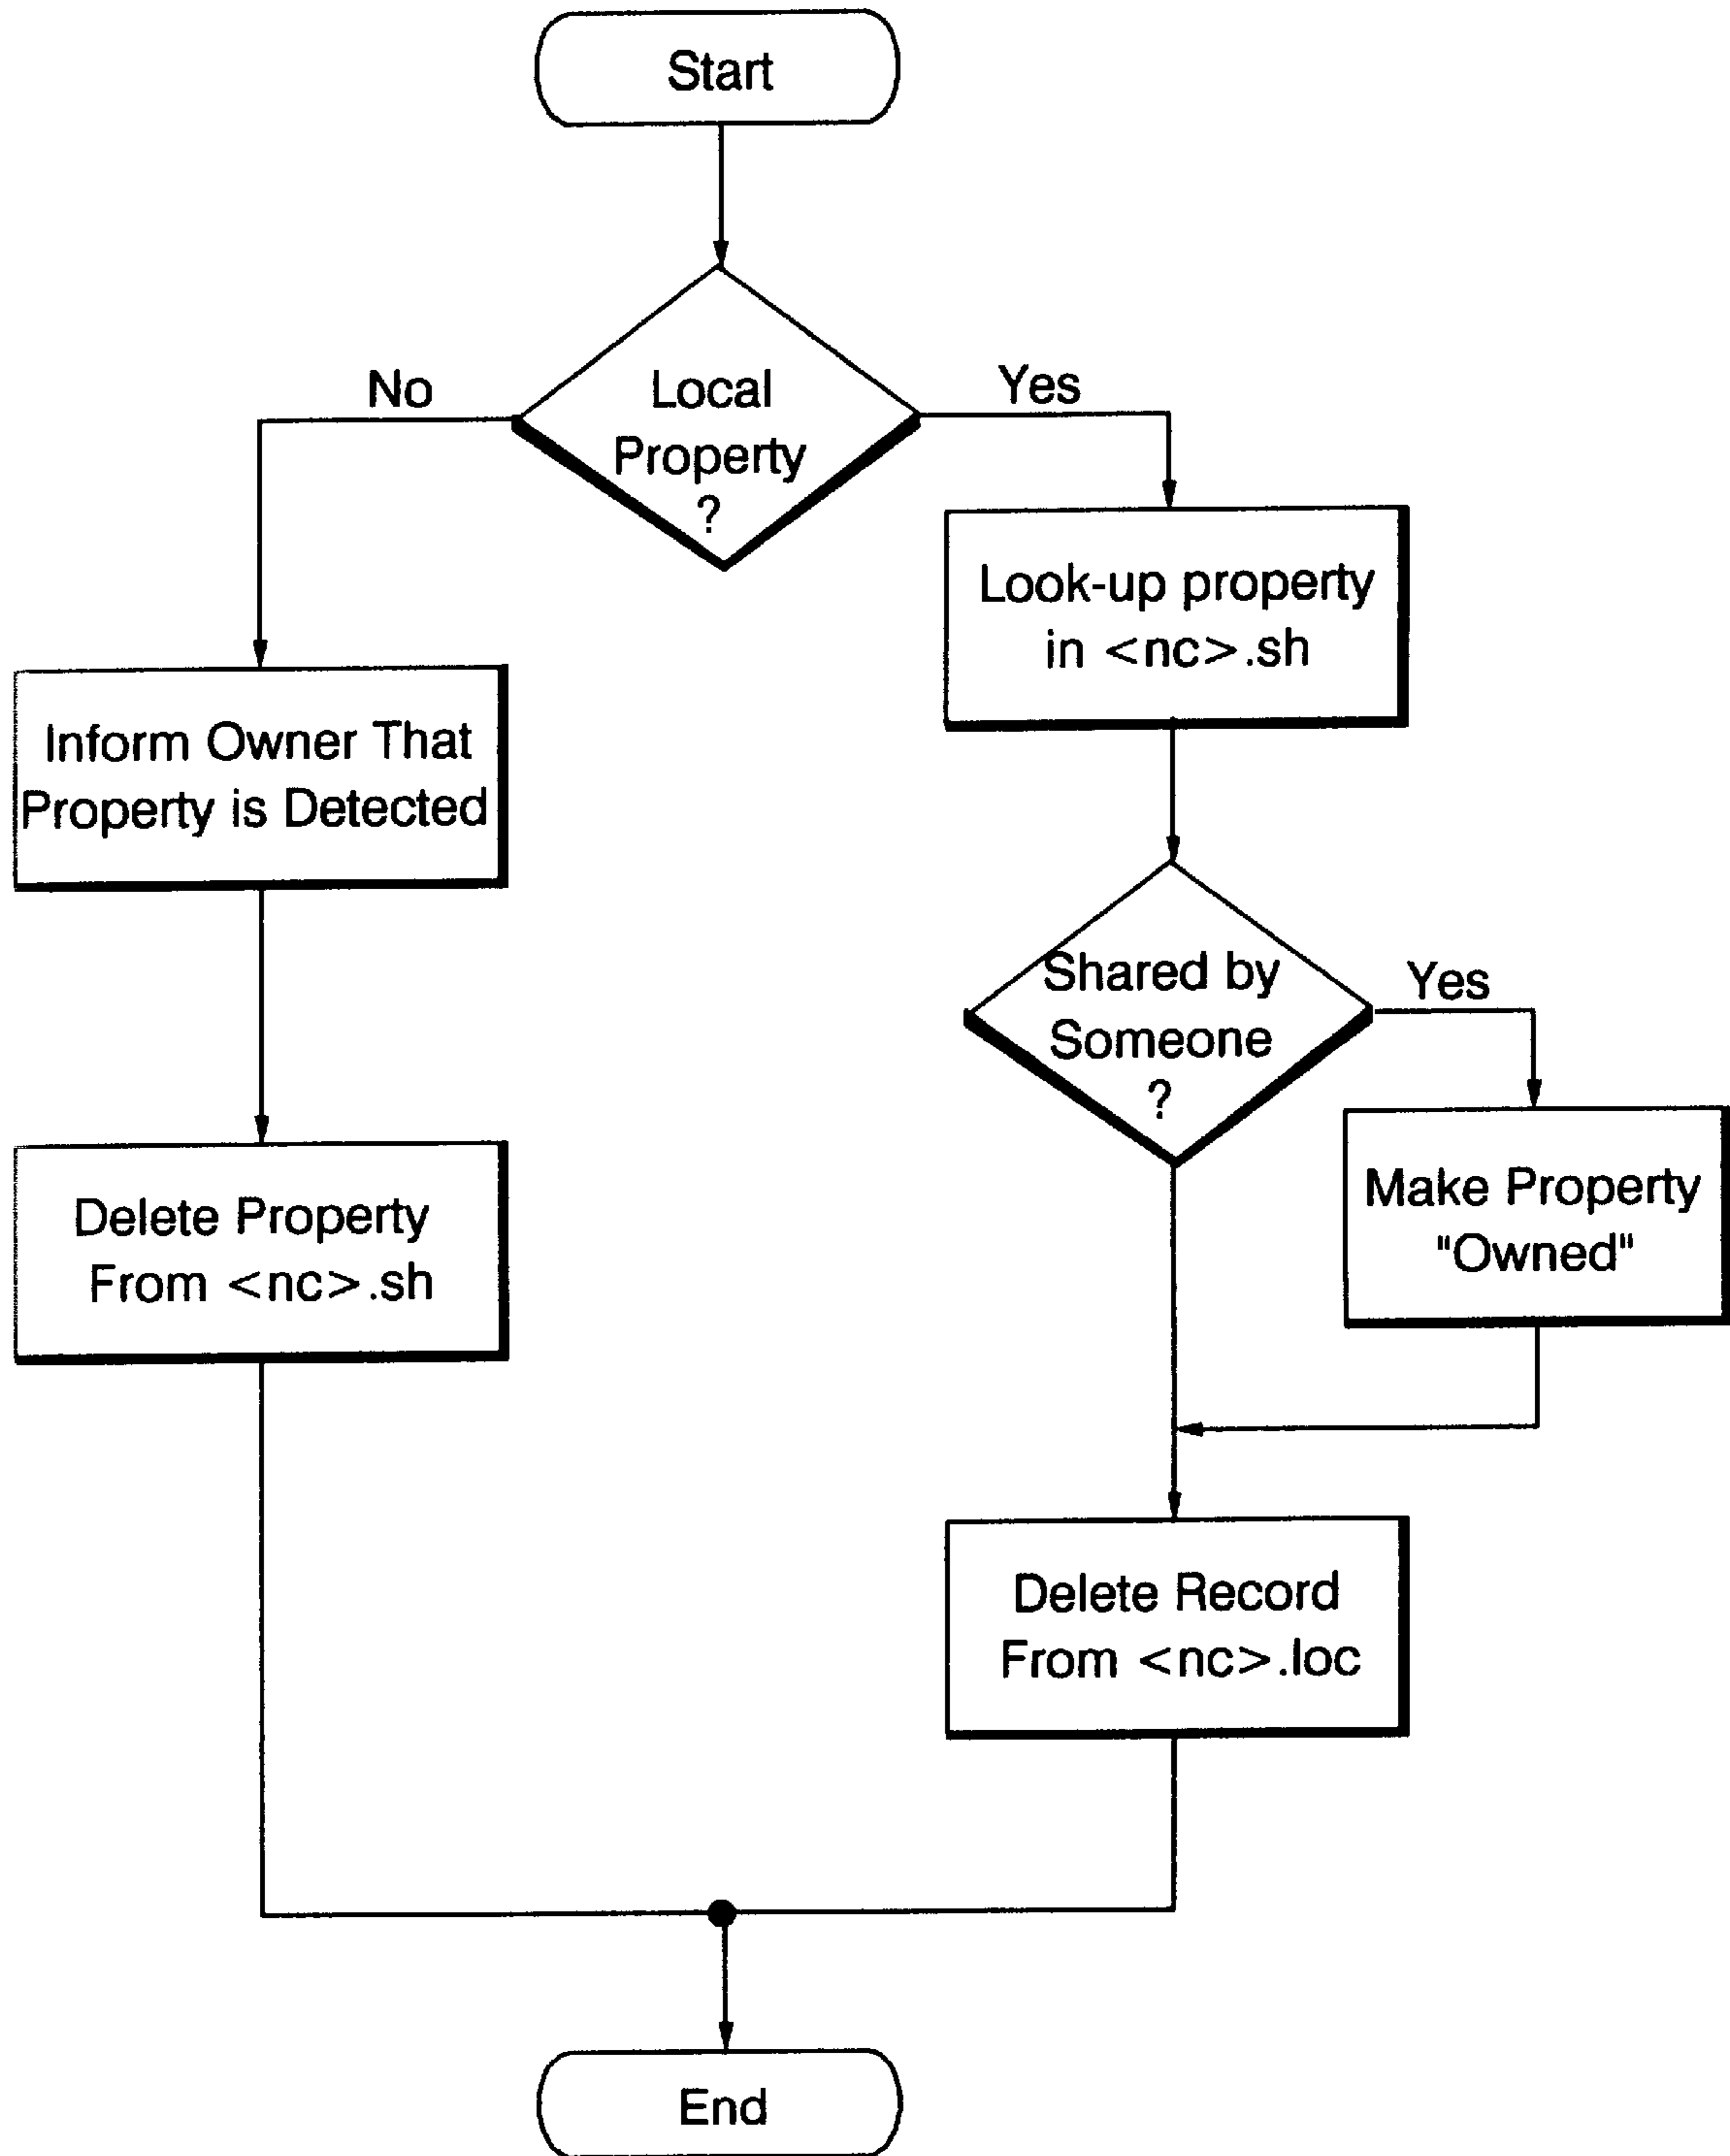 Start
No
Local
Property
?
Yes
Look-up property
in <nc>.sh
Inform Owner That
Property is Detected
Shared by
Someone
?
Yes
Delete Property
From <nc>.sh
Make Property
"Owned"
Delete Record
From <nc>.loc
End